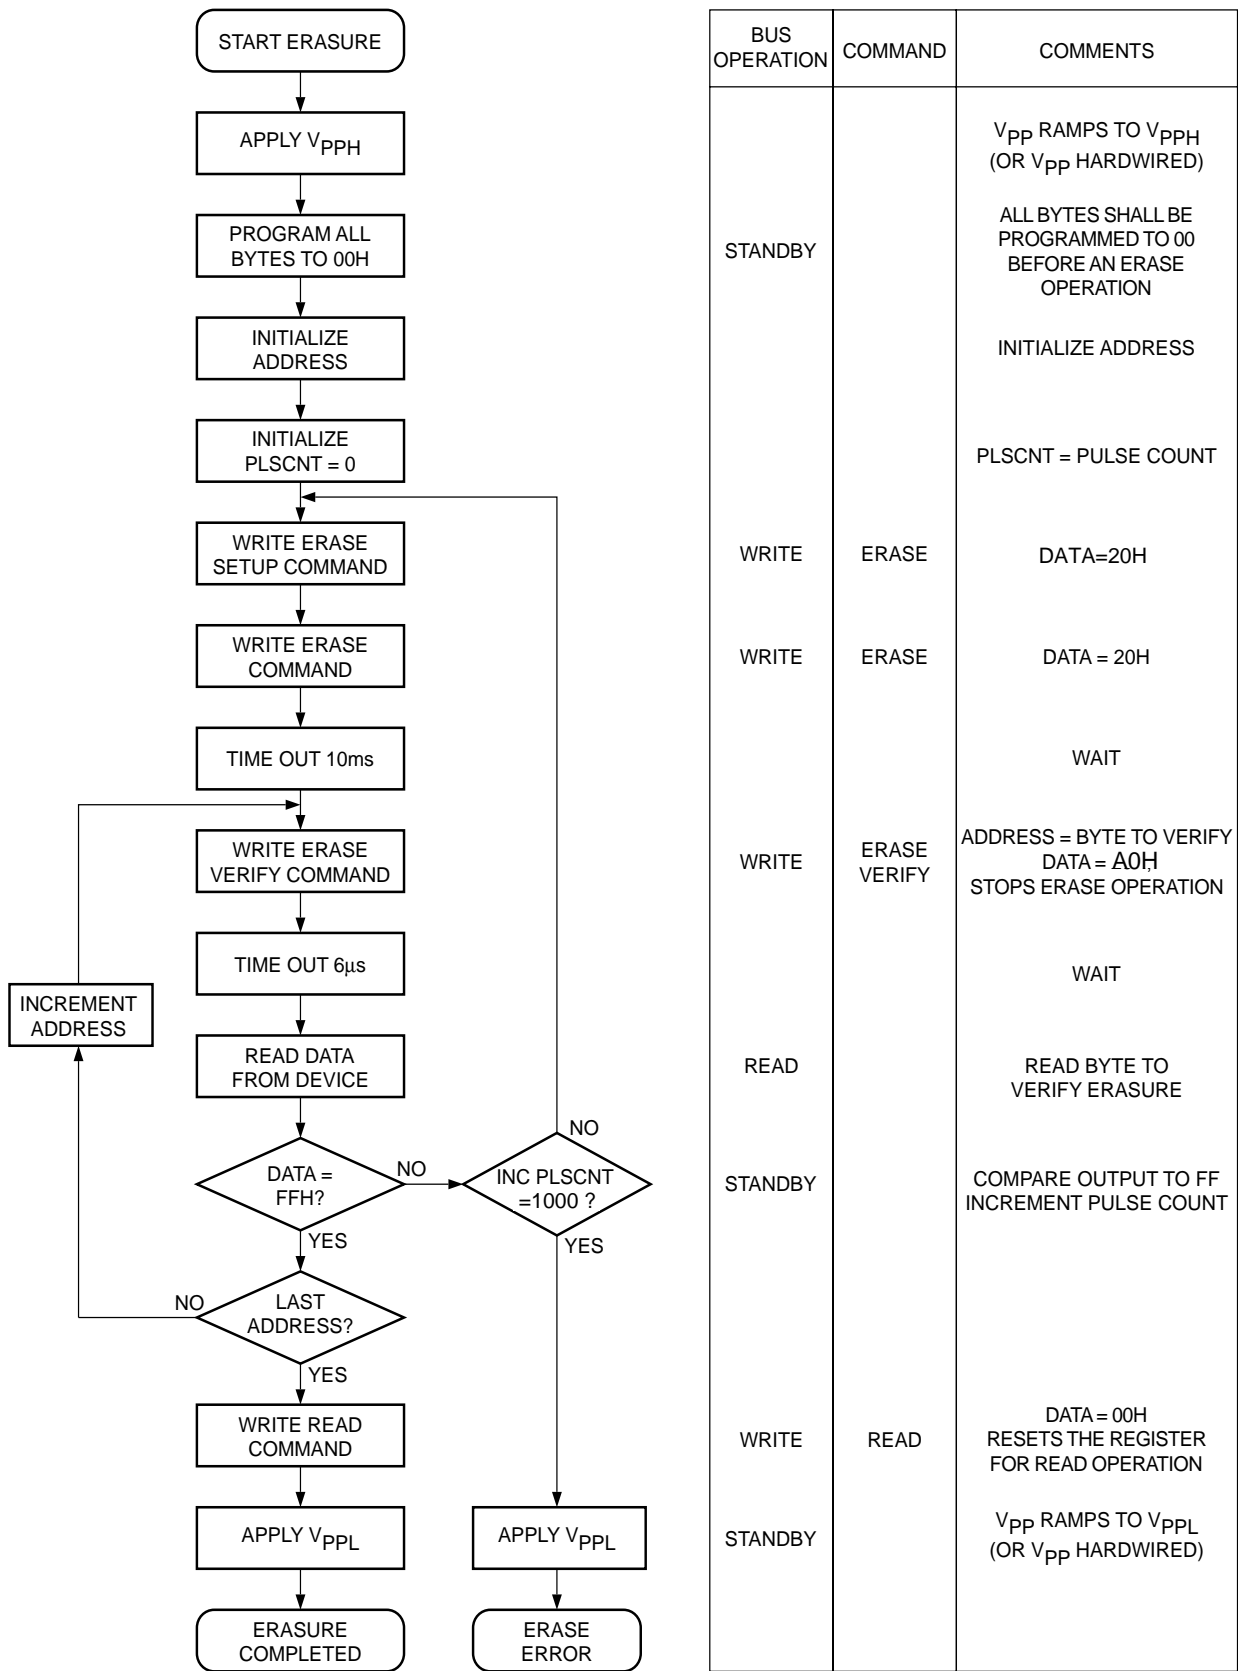 START ERASURE
APPLY VPPH
PROGRAM ALL
BYTES TO 00H
INITIALIZE
ADDRESS
INITIALIZE
PLSCNT = 0
WRITE ERASE
SETUP COMMAND
WRITE ERASE
COMMAND
TIME OUT 10ms
WRITE ERASE
VERIFY COMMAND
TIME OUT 6µs
INCREMENT
ADDRESS
READ DATA
FROM DEVICE
DATA =
FFH?
NO
YES
INC PLSCNT
=1000 ?
NO
YES
LAST
ADDRESS?
NO
YES
WRITE READ
COMMAND
APPLY VPPL
ERASURE
COMPLETED
APPLY VPPL
ERASE
ERROR
BUS
OPERATION
COMMAND
COMMENTS
VPP RAMPS TO VPPH
(OR VPP HARDWIRED)
STANDBY
ALL BYTES SHALL BE
PROGRAMMED TO 00
BEFORE AN ERASE
OPERATION
INITIALIZE ADDRESS
PLSCNT = PULSE COUNT
WRITE
ERASE
DATA=20H
WRITE
ERASE
DATA = 20H
WAIT
WRITE
ERASE
VERIFY
ADDRESS = BYTE TO VERIFY
DATA = A0H;
STOPS ERASE OPERATION
WAIT
READ
READ BYTE TO
VERIFY ERASURE
STANDBY
COMPARE OUTPUT TO FF
INCREMENT PULSE COUNT
WRITE
READ
DATA = 00H
RESETS THE REGISTER
FOR READ OPERATION
STANDBY
VPP RAMPS TO VPPL
(OR VPP HARDWIRED)